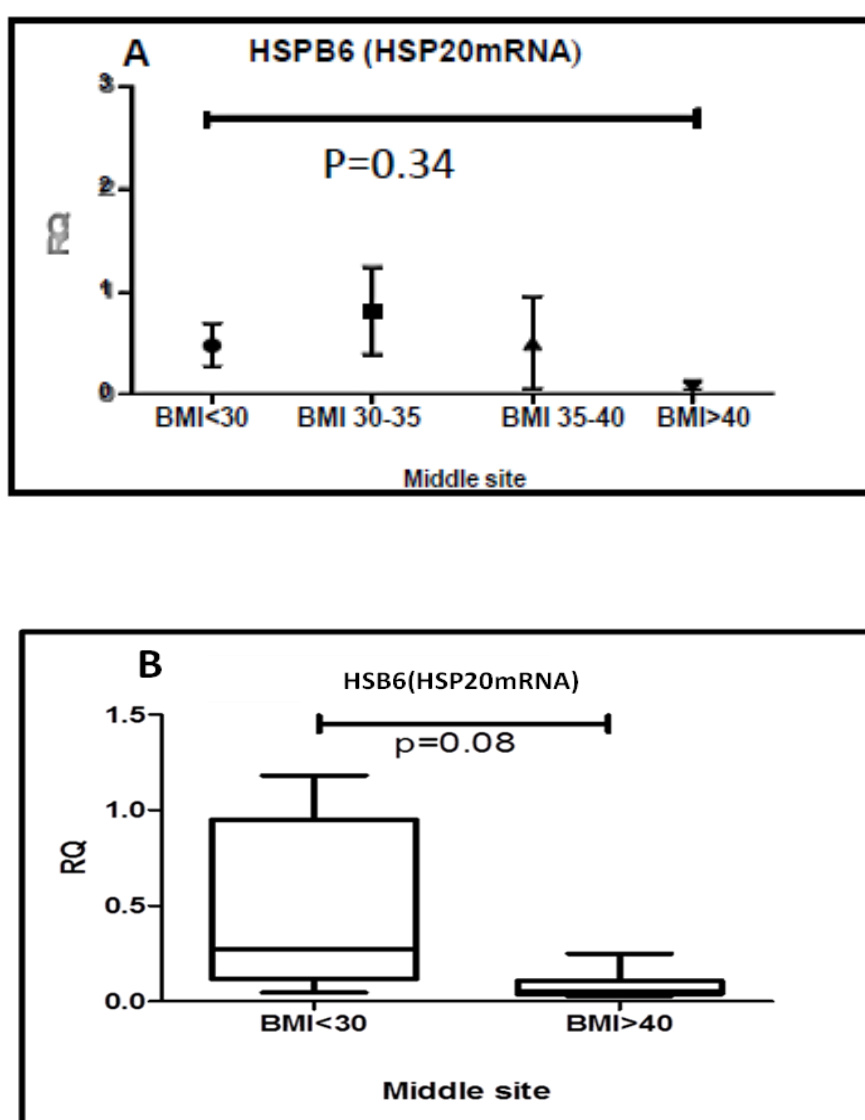 A
HSPB6 (HSP20mRNA)
3
P=0.34
2
RQ
1
0
BMI<30 BMI 30-35 BMI 35-40 BMI>40
Middle site
B
HSB6(HSP20mRNA)
1.5
p=0.08
1.0
RQ
0.5
0.0
BMI<30 BMI>40
Middle site